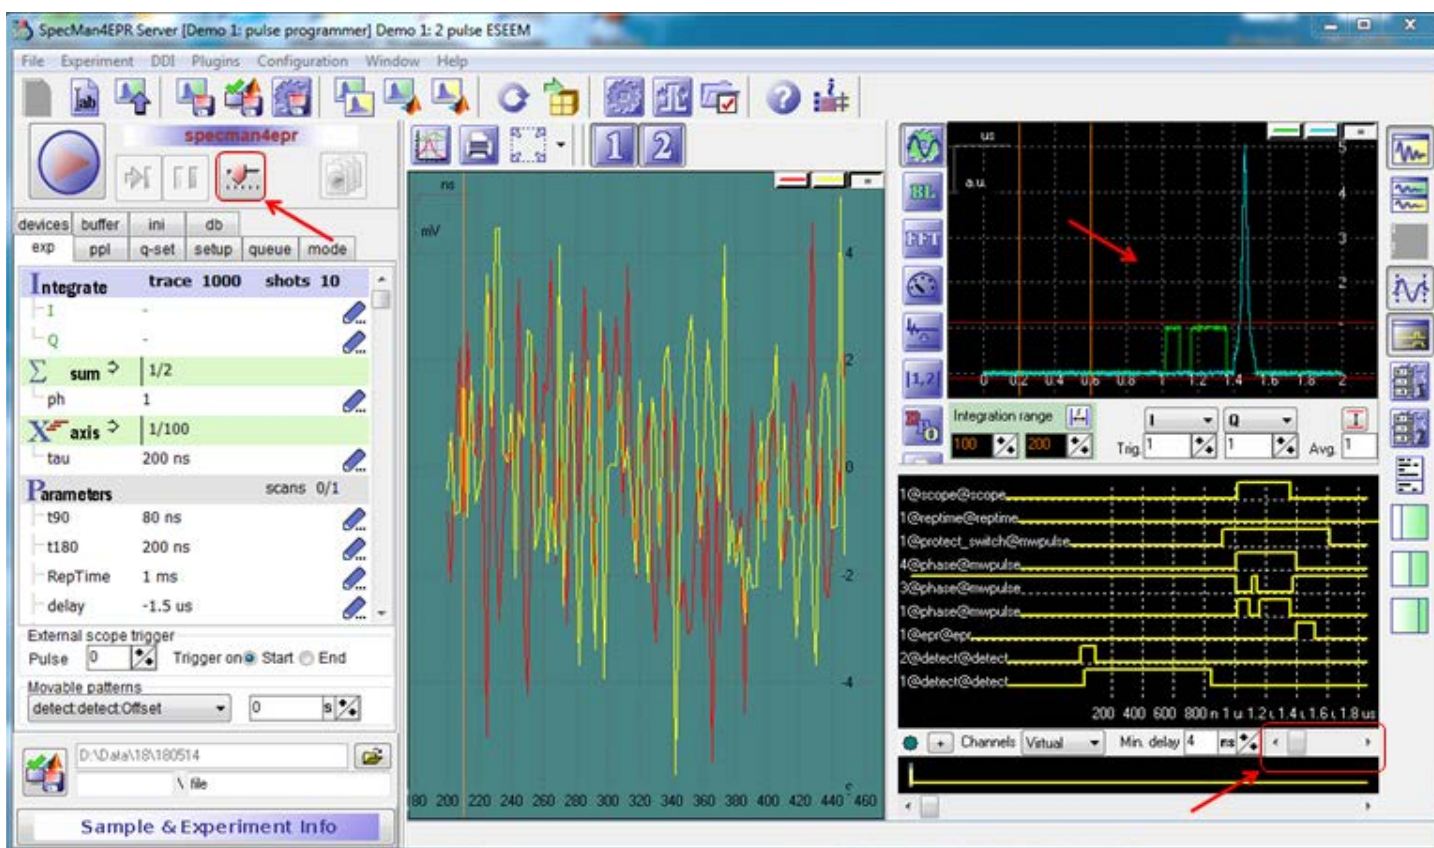 SpecMan4EPR Server [Demo 1: pulse programmer] Demo 1: 2 pulse ESEEM
File Experiment DDI Plugins Configuration Window Help
lab
specman4epr
devices buffer ini db
exp ppl q-set setup queue mode
Integrate trace 1000 shots 10
I -
Q -
Σ sum 1/2
ph 1
X axis 1/100
tau 200 ns
Parameters scans 0/1
t90 80 ns
t180 200 ns
RepTime 1 ms
delay -1.5 us
External scope trigger
Pulse 0 Trigger on Start End
Movable patterns
detect:detect:Offset 0 s
D:\Data\18\180514
\ file
Sample & Experiment Info
1 2
ns
mV
4
2
0
-2
-4
180 200 220 240 260 280 300 320 340 360 380 400 420 440 460
BL
FFT
|1,2|
us
a.u.
5
4
3
2
0 0.2 0.4 0.6 0.8 1 1.2 1.4 1.6 1.8 2
Integration range I Q
100 200 Trig. 1 1 Avg. 1
1@scope@scope
1@reptime@reptime
1@protect_switch@mwpulse
4@phase@mwpulse
3@phase@mwpulse
1@phase@mwpulse
1@epr@epr
2@detect@detect
1@detect@detect
200 400 600 800 n 1 u 1.2 u 1.4 u 1.6 u 1.8 us
+ Channels Virtual Min. delay 4 ns
1
2